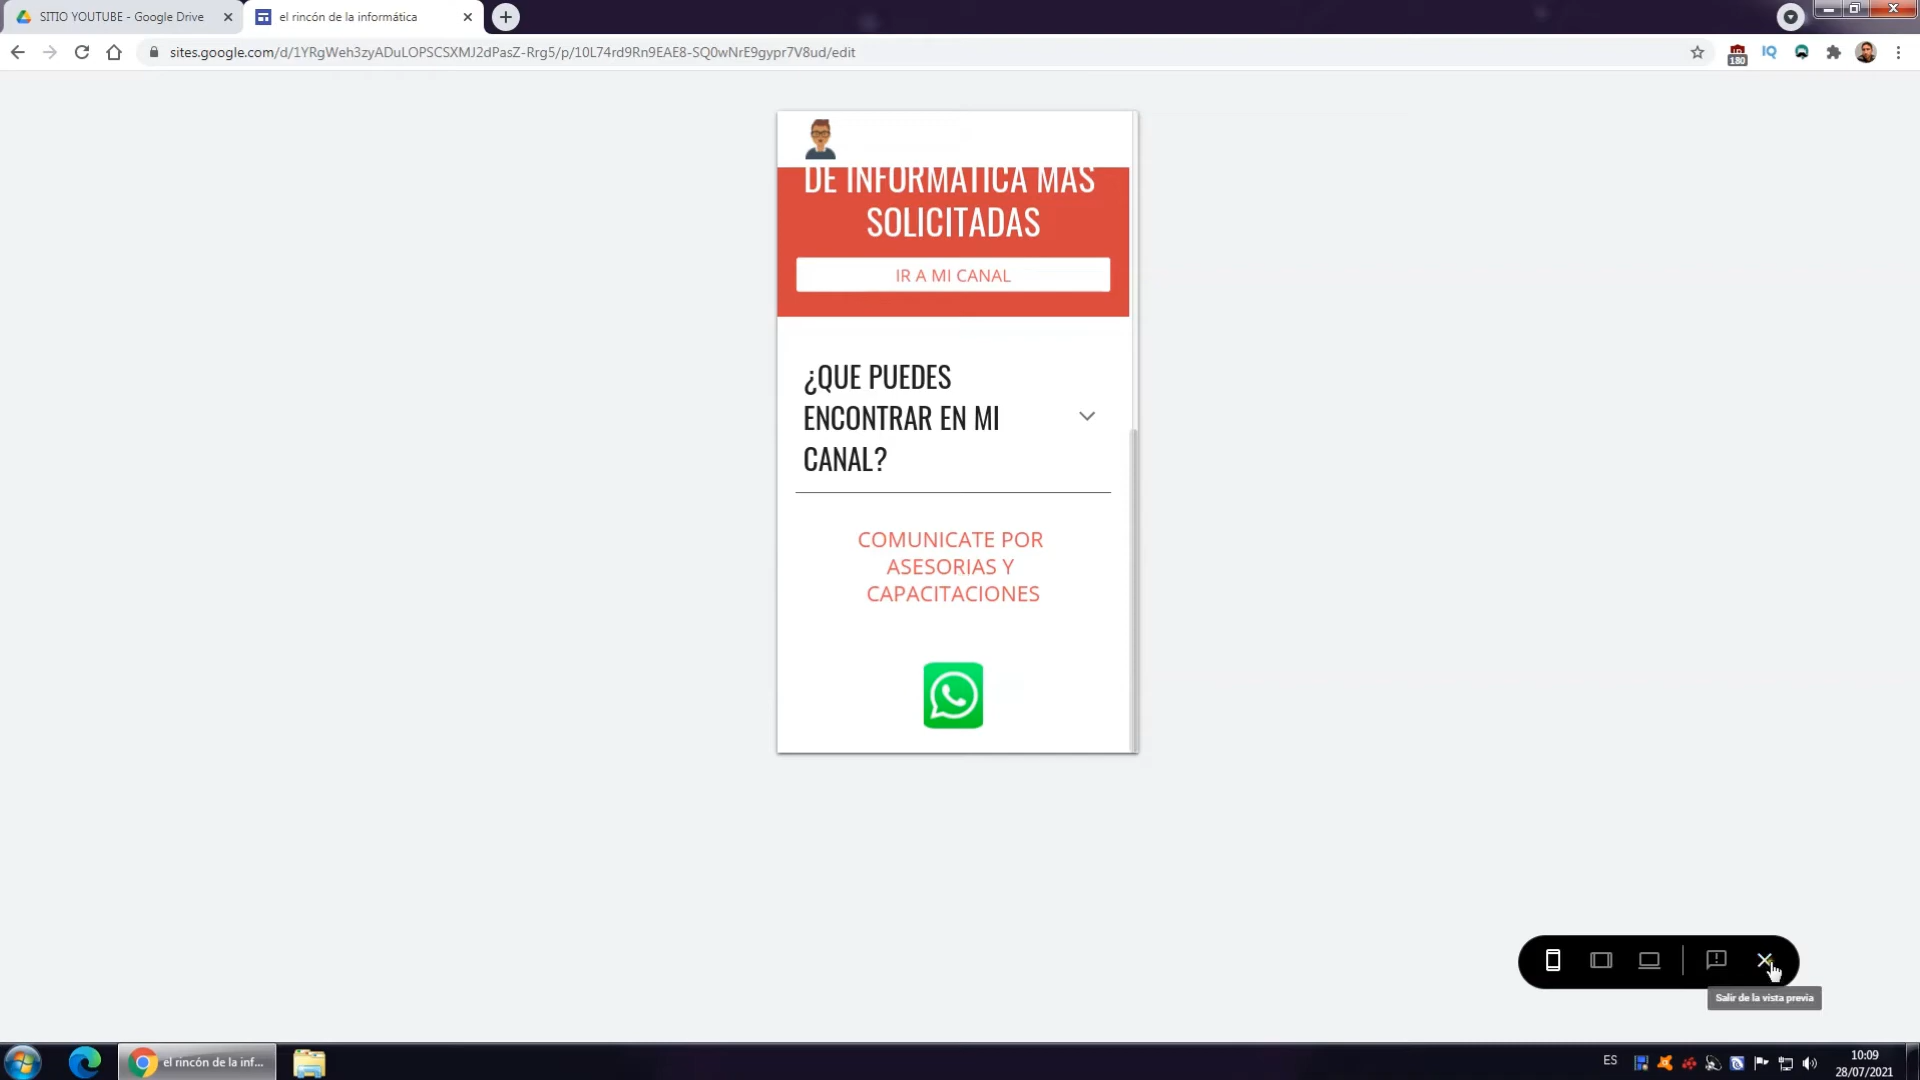 SITIO YOUTUBE - Google Drive
el rincón de la informática
sites.google.com/d/1YRgWeh3zyADuLOPSCSXMJ2dPasZ-Rrg5/p/10L74rd9Rn9EAE8-SQ0wNrE9gypr7V8ud/edit
180
IQ
DE INFORMATICA MAS
SOLICITADAS
IR A MI CANAL
¿QUE PUEDES
ENCONTRAR EN MI
CANAL?
COMUNICATE POR
ASESORIAS Y
CAPACITACIONES
Salir de la vista previa
el rincón de la inf...
ES
10:09
28/07/2021